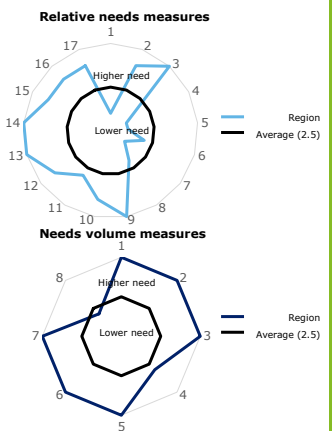 Relative needs measures
1
17
2
16
3
Higher need
15
4
14
Lower need
5
Region
Average (2.5)
13
6
12
7
11
8
10
9
Needs volume measures
1
8
Higher need
2
7
Lower need
3
Region
Average (2.5)
6
4
5